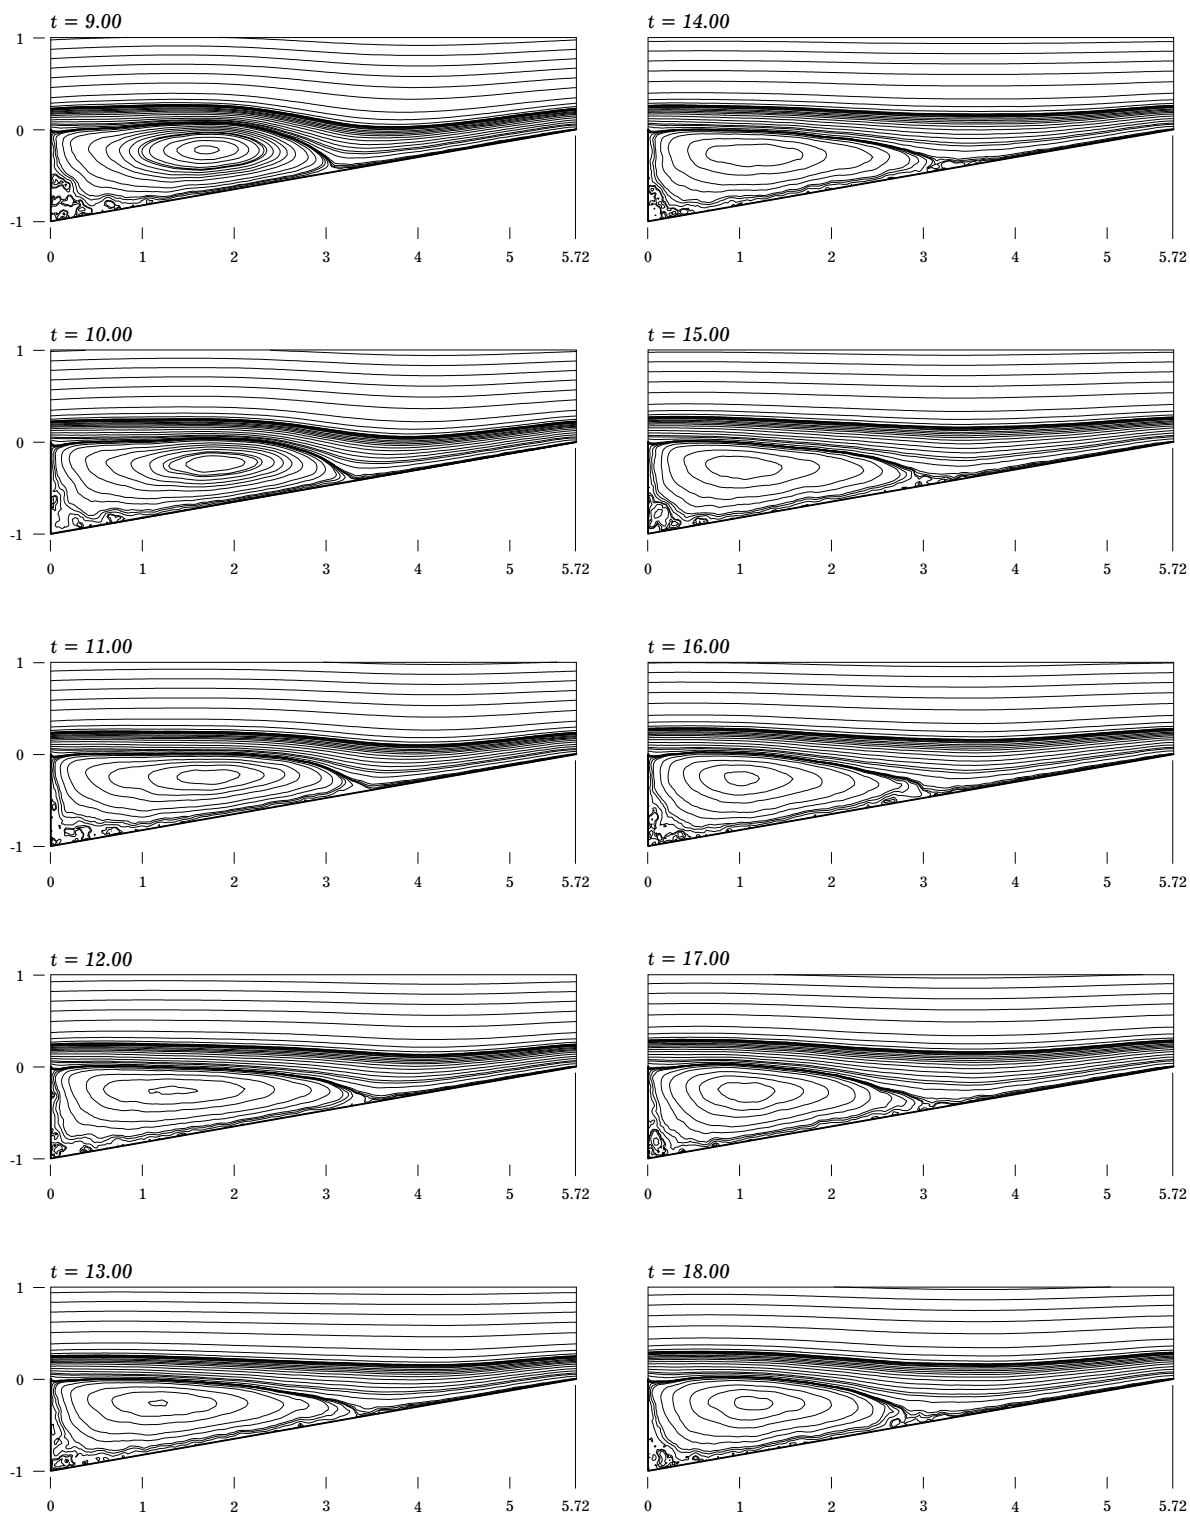 t = 9.00
1
0
-1
0 1 2 3 4 5 5.72
t = 10.00
1
0
-1
0 1 2 3 4 5 5.72
t = 11.00
1
0
-1
0 1 2 3 4 5 5.72
t = 12.00
1
0
-1
0 1 2 3 4 5 5.72
t = 13.00
1
0
-1
0 1 2 3 4 5 5.72
t = 14.00
0 1 2 3 4 5 5.72
t = 15.00
0 1 2 3 4 5 5.72
t = 16.00
0 1 2 3 4 5 5.72
t = 17.00
0 1 2 3 4 5 5.72
t = 18.00
0 1 2 3 4 5 5.72